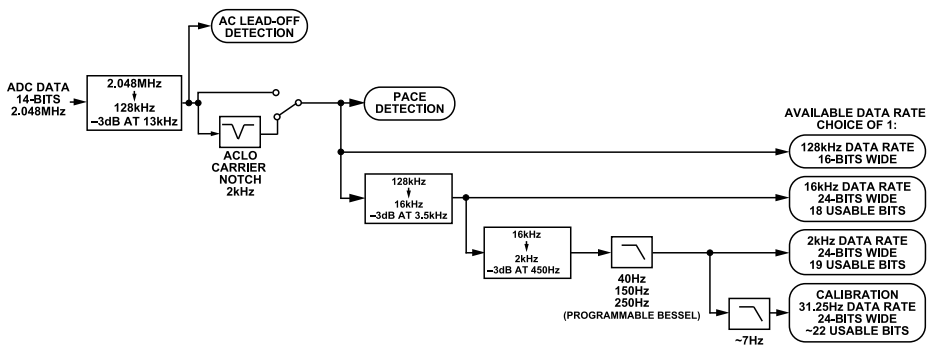 AC LEAD-OFF
DETECTION
ADC DATA
14-BITS
2.048MHz
2.048MHz
128kHz
–3dB AT 13kHz
ACLO
CARRIER
NOTCH
2kHz
PACE
DETECTION
AVAILABLE DATA RATE
CHOICE OF 1:
128kHz DATA RATE
16-BITS WIDE
128kHz
16kHz
–3dB AT 3.5kHz
16kHz DATA RATE
24-BITS WIDE
18 USABLE BITS
16kHz
2kHz
–3dB AT 450Hz
40Hz
150Hz
250Hz
(PROGRAMMABLE BESSEL)
2kHz DATA RATE
24-BITS WIDE
19 USABLE BITS
~7Hz
CALIBRATION
31.25Hz DATA RATE
24-BITS WIDE
~22 USABLE BITS